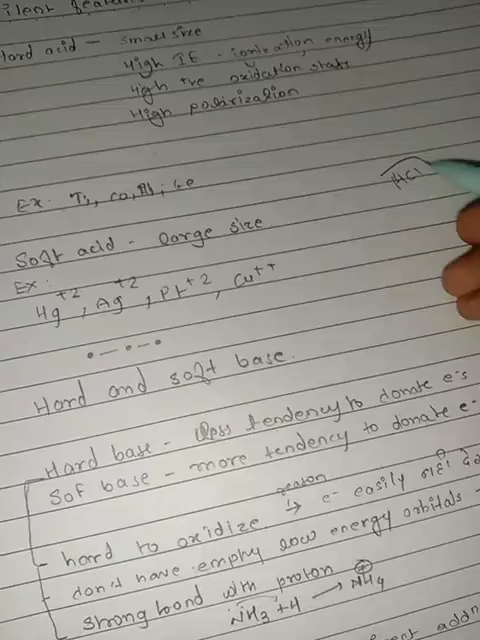 Hard acid - small size
High IE - ionization energy
High +ve oxidation state
High polarization
HCl
Ex.
Soft acid - large size
Ex:
Hg+2, Ag+2, Pt+2, Cu++
Hard and soft base.
Hard base - less tendency to donate e-s
Sof base - more tendency to donate e-
reason
- hard to oxidize → e- easily नही
- don't have empty low energy orbitals -
strong bond with proton
NH3 + H → NH4